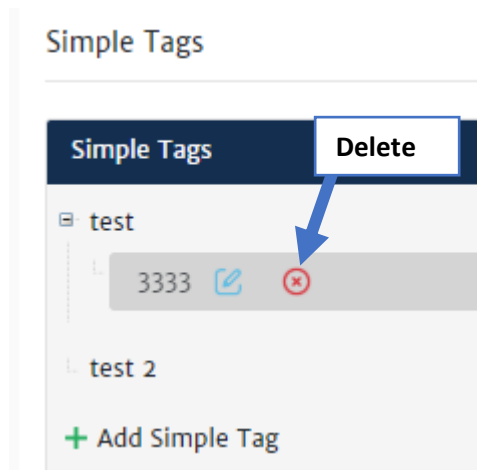 Simple Tags
Simple Tags
Delete
test
3333
test 2
Add Simple Tag